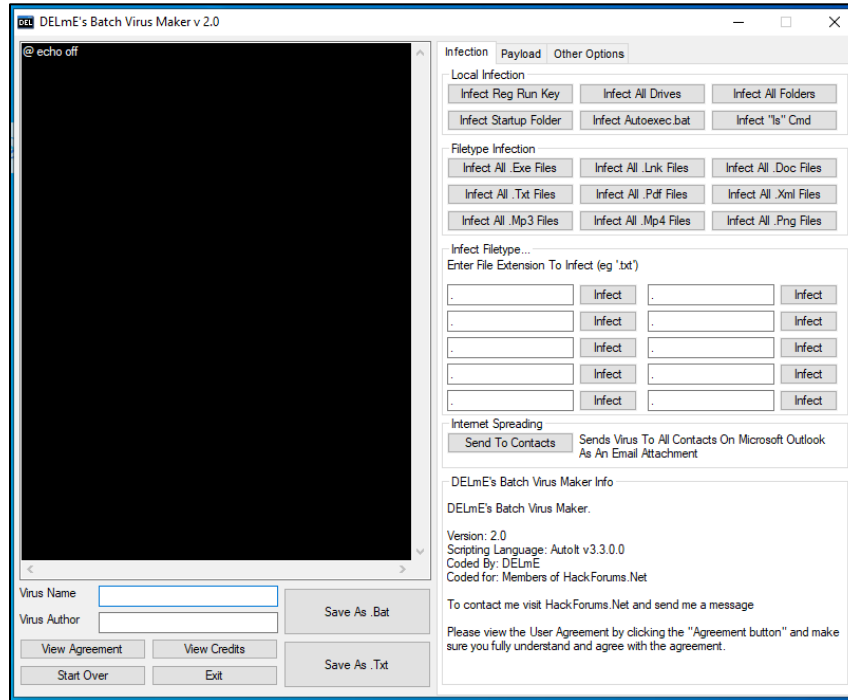 DEL DELmE's Batch Virus Maker v 2.0
@ echo off
Virus Name
Virus Author
View Agreement View Credits
Start Over Exit
Save As .Bat
Save As .Txt
Infection Payload Other Options
Local Infection
Infect Reg Run Key Infect All Drives Infect All Folders
Infect Startup Folder Infect Autoexec.bat Infect "ls" Cmd
Filetype Infection
Infect All .Exe Files Infect All .Lnk Files Infect All .Doc Files
Infect All .Txt Files Infect All .Pdf Files Infect All .Xml Files
Infect All .Mp3 Files Infect All .Mp4 Files Infect All .Png Files
Infect Filetype...
Enter File Extension To Infect (eg '.txt')
. Infect . Infect
. Infect . Infect
. Infect . Infect
. Infect . Infect
. Infect . Infect
Internet Spreading
Send To Contacts
Sends Virus To All Contacts On Microsoft Outlook
As An Email Attachment
DELmE's Batch Virus Maker Info
DELmE's Batch Virus Maker.
Version: 2.0
Scripting Language: AutoIt v3.3.0.0
Coded By: DELmE
Coded for: Members of HackForums.Net
To contact me visit HackForums.Net and send me a message
Please view the User Agreement by clicking the "Agreement button" and make
sure you fully understand and agree with the agreement.